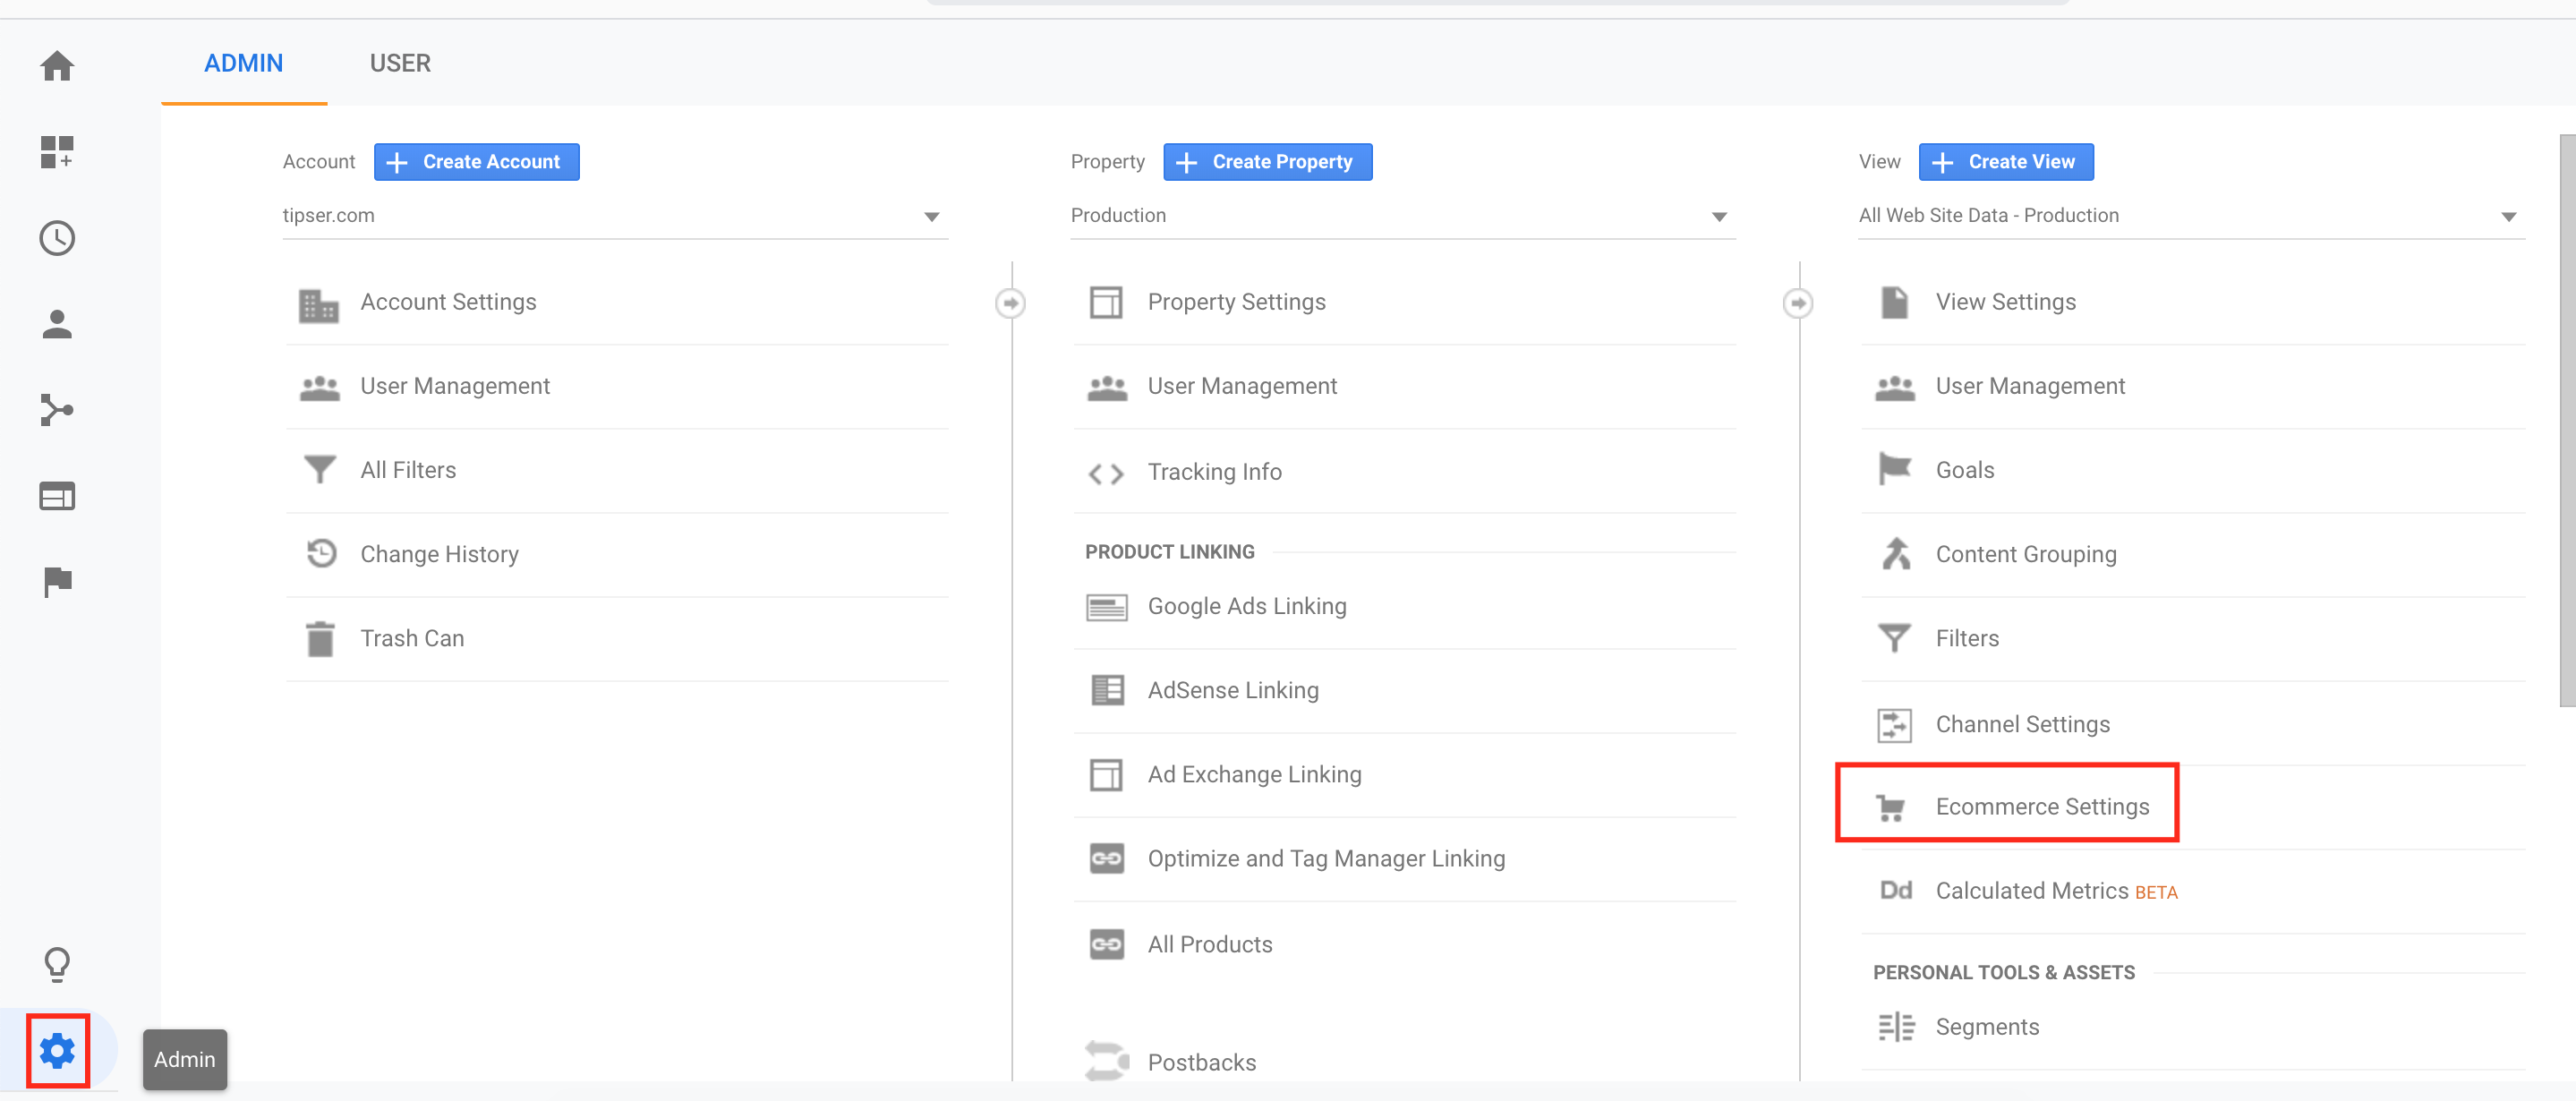 ADMIN
USER
Account
Create Account
tipser.com
Account Settings
User Management
All Filters
Change History
Trash Can
Property
Create Property
Production
Property Settings
User Management
Tracking Info
PRODUCT LINKING
Google Ads Linking
AdSense Linking
Ad Exchange Linking
Optimize and Tag Manager Linking
All Products
Postbacks
View
Create View
All Web Site Data - Production
View Settings
User Management
Goals
Content Grouping
Filters
Channel Settings
Ecommerce Settings
Dd Calculated Metrics BETA
PERSONAL TOOLS & ASSETS
Segments
Admin